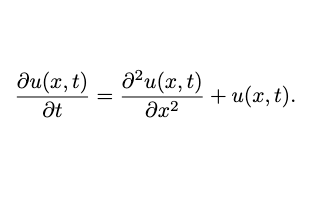 ∂u(x, t)/∂t = ∂²u(x, t)/∂x² + u(x, t).